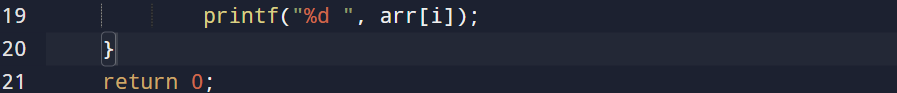 19 printf("%d ", arr[i]);
20 }
21 return 0;